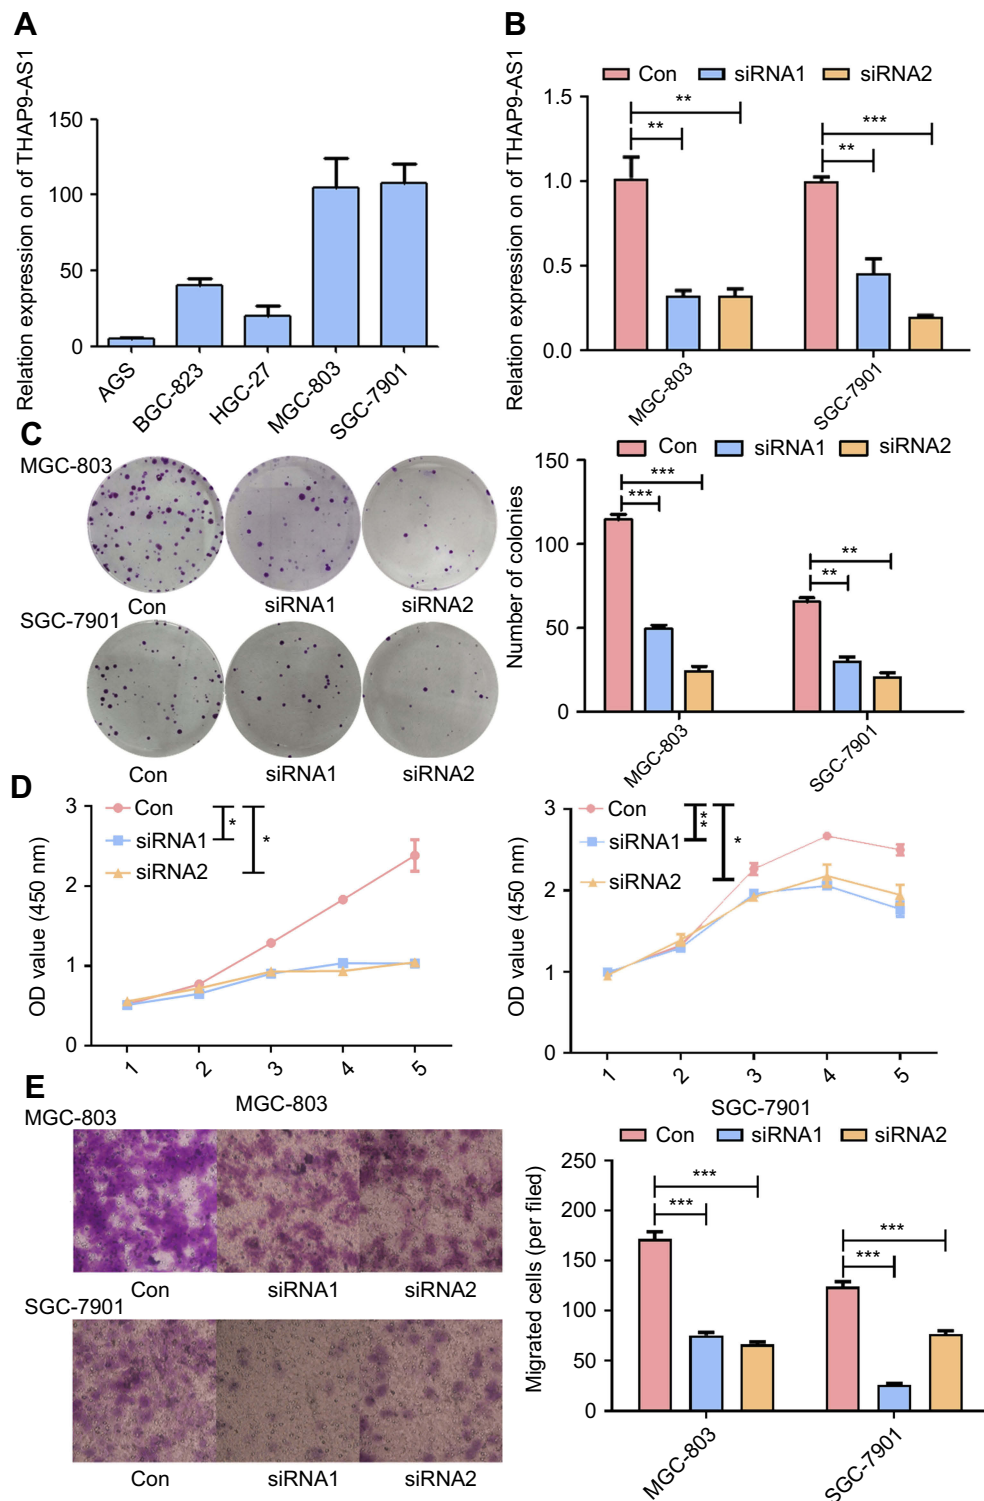 A
Relation expression on of THAP9-AS1
150
100
50
0
AGS
BGC-823
HGC-27
MGC-803
SGC-7901
B
Relation expression on of THAP9-AS1
Con siRNA1 siRNA2
1.5
1.0
0.5
0.0
**
**
***
**
MGC-803
SGC-7901
C
MGC-803
Con siRNA1 siRNA2
SGC-7901
Con siRNA1 siRNA2
Con siRNA1 siRNA2
Number of colonies
150
100
50
0
***
***
**
**
MGC-803
SGC-7901
D
OD value (450 nm)
3
2
1
0
Con
siRNA1
siRNA2
*
*
1 2 3 4 5
MGC-803
OD value (450 nm)
3
2
1
0
Con
siRNA1
siRNA2
**
*
1 2 3 4 5
SGC-7901
E
MGC-803
Con siRNA1 siRNA2
SGC-7901
Con siRNA1 siRNA2
Con siRNA1 siRNA2
Migrated cells (per filed)
250
200
150
100
50
0
***
***
***
***
MGC-803
SGC-7901